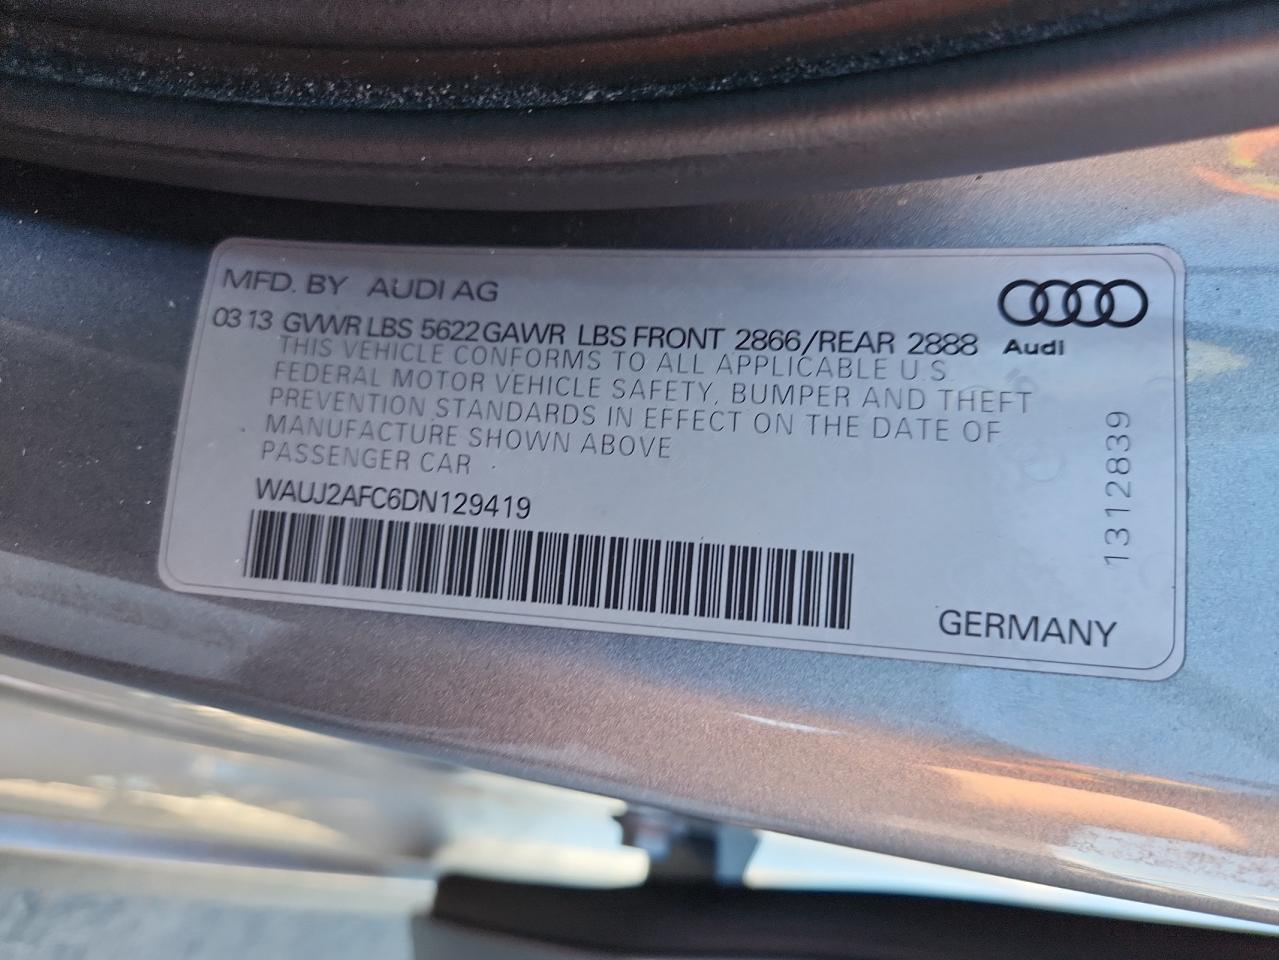 MFD. BY AUDI AG
03 13 GVWR LBS 5622 GAWR LBS FRONT 2866/REAR 2888
Audi
THIS VEHICLE CONFORMS TO ALL APPLICABLE U.S.
FEDERAL MOTOR VEHICLE SAFETY, BUMPER AND THEFT
PREVENTION STANDARDS IN EFFECT ON THE DATE OF
MANUFACTURE SHOWN ABOVE
PASSENGER CAR
WAUJ2AFC6DN129419
1312839
GERMANY